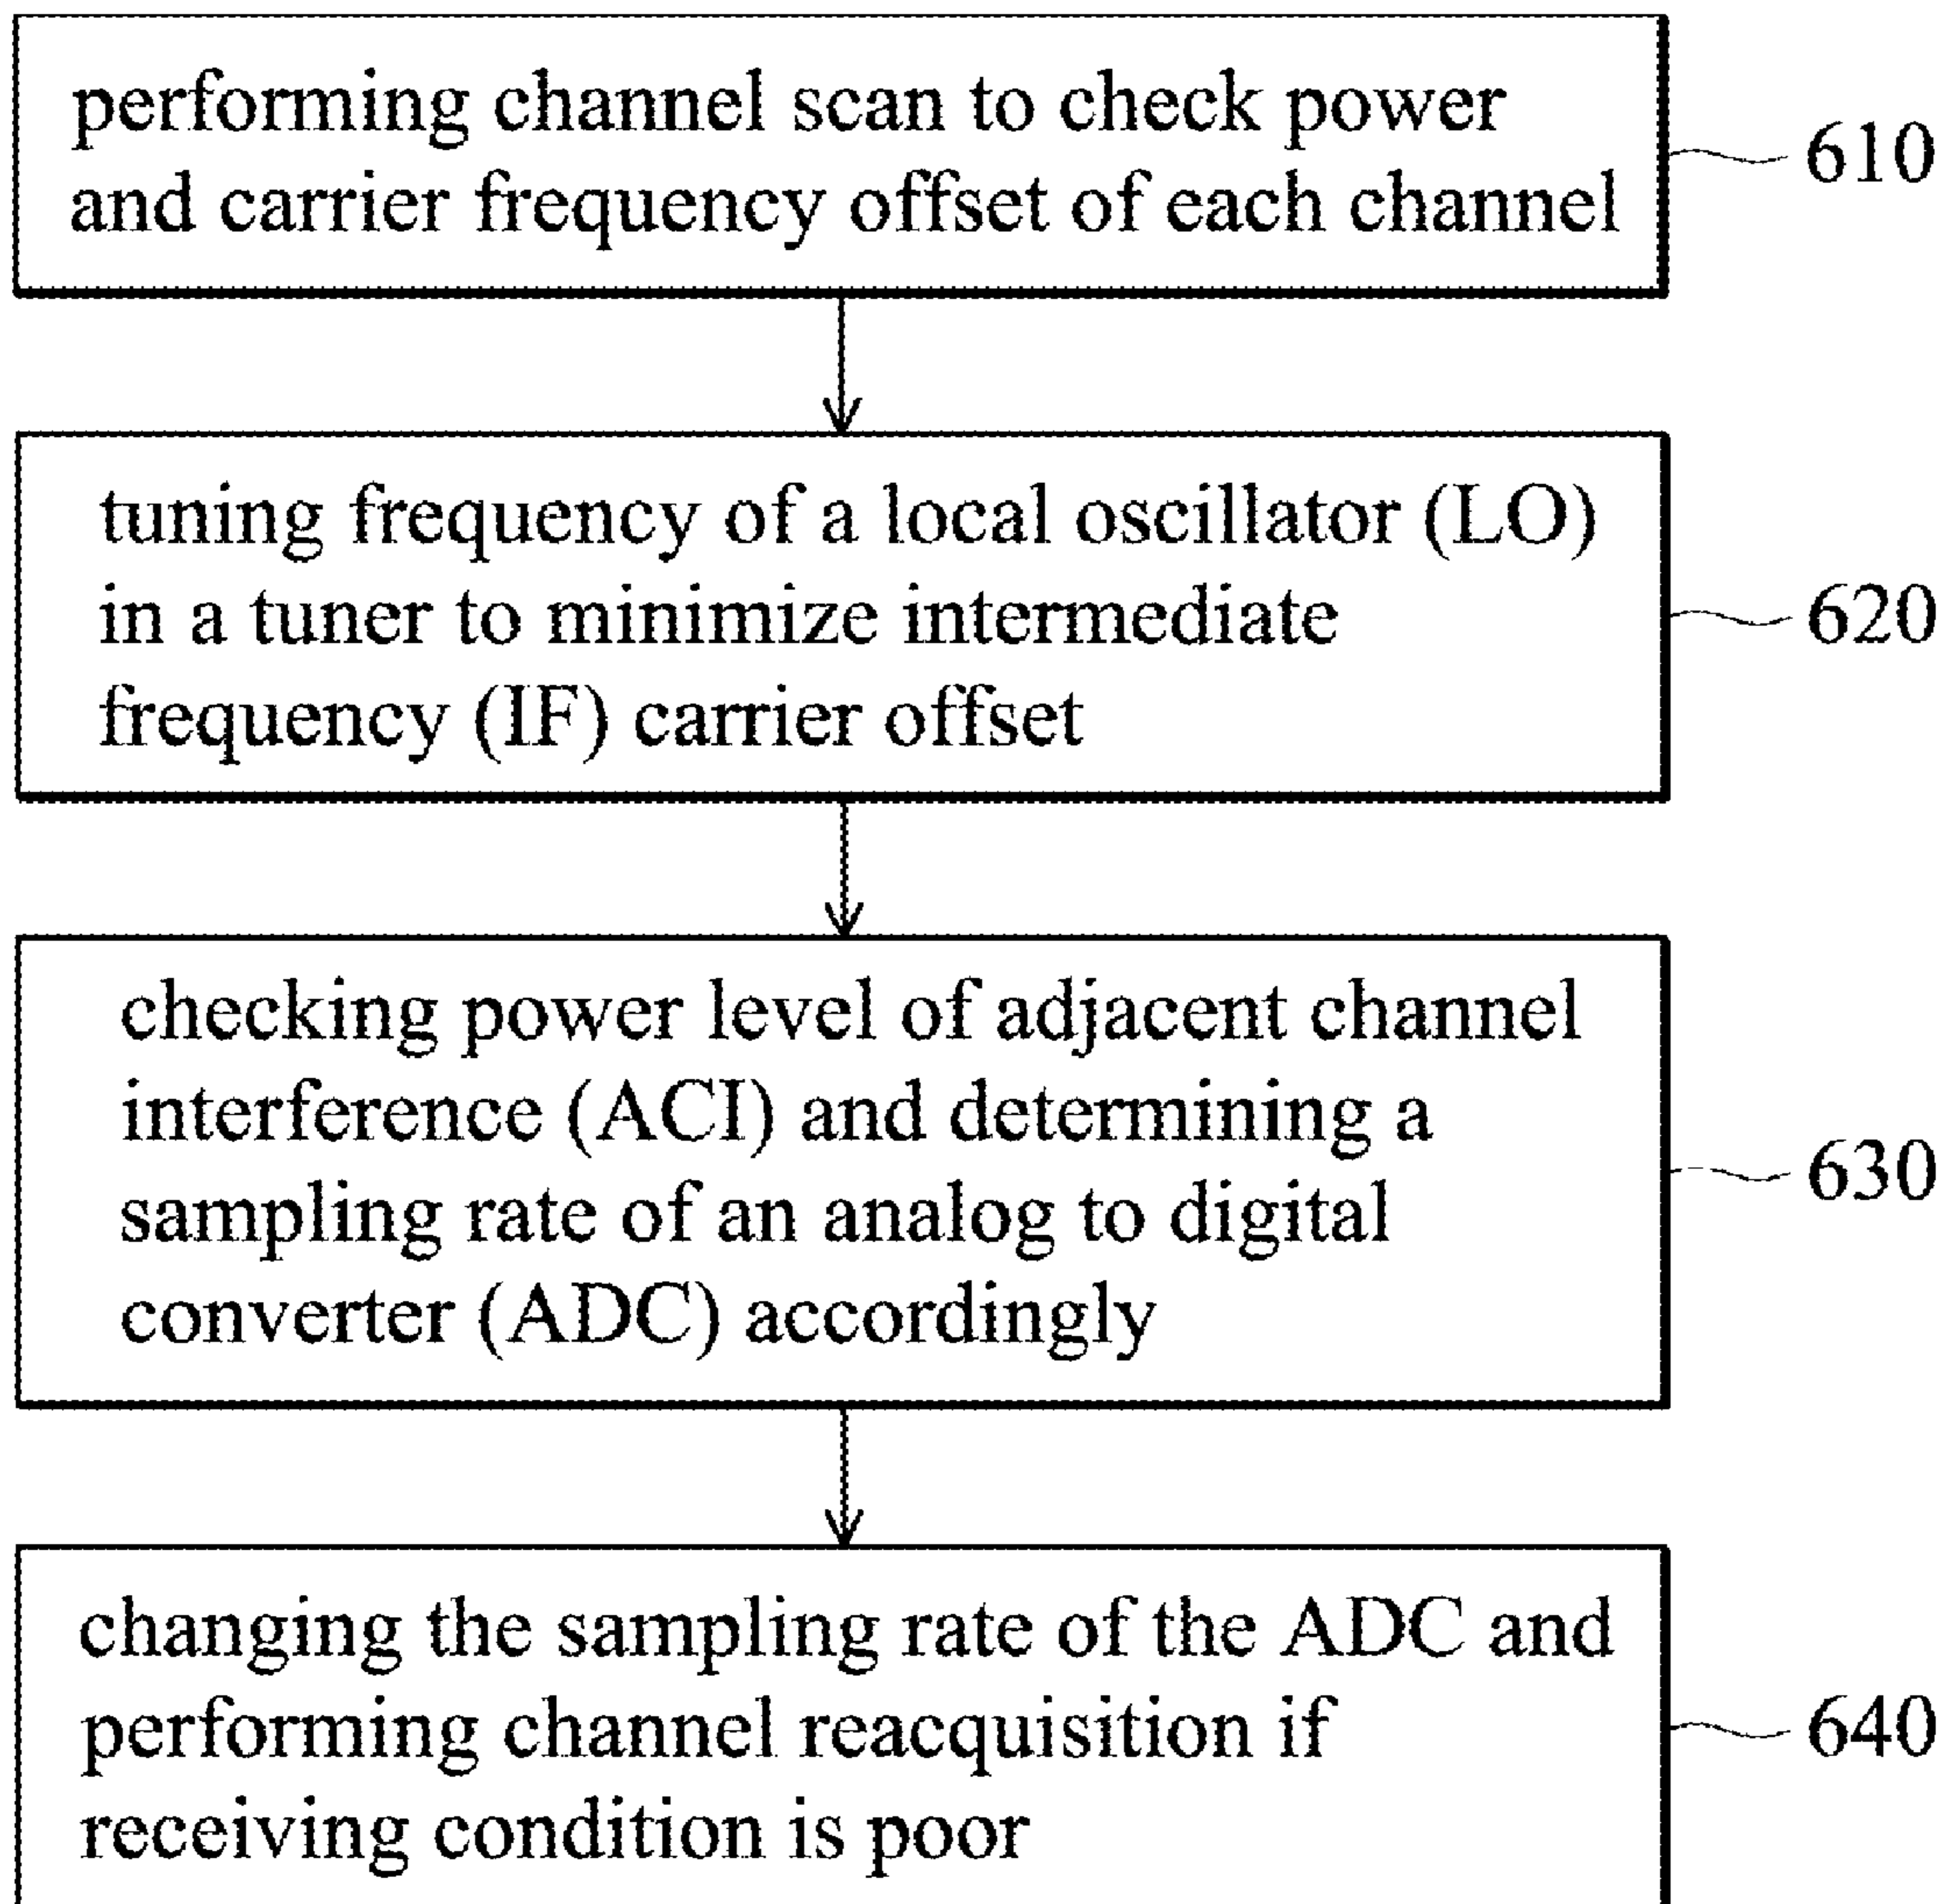 performing channel scan to check power
and carrier frequency offset of each channel
610
tuning frequency of a local oscillator (LO)
in a tuner to minimize intermediate
frequency (IF) carrier offset
620
checking power level of adjacent channel
interference (ACI) and determining a
sampling rate of an analog to digital
converter (ADC) accordingly
630
changing the sampling rate of the ADC and
performing channel reacquisition if
receiving condition is poor
640